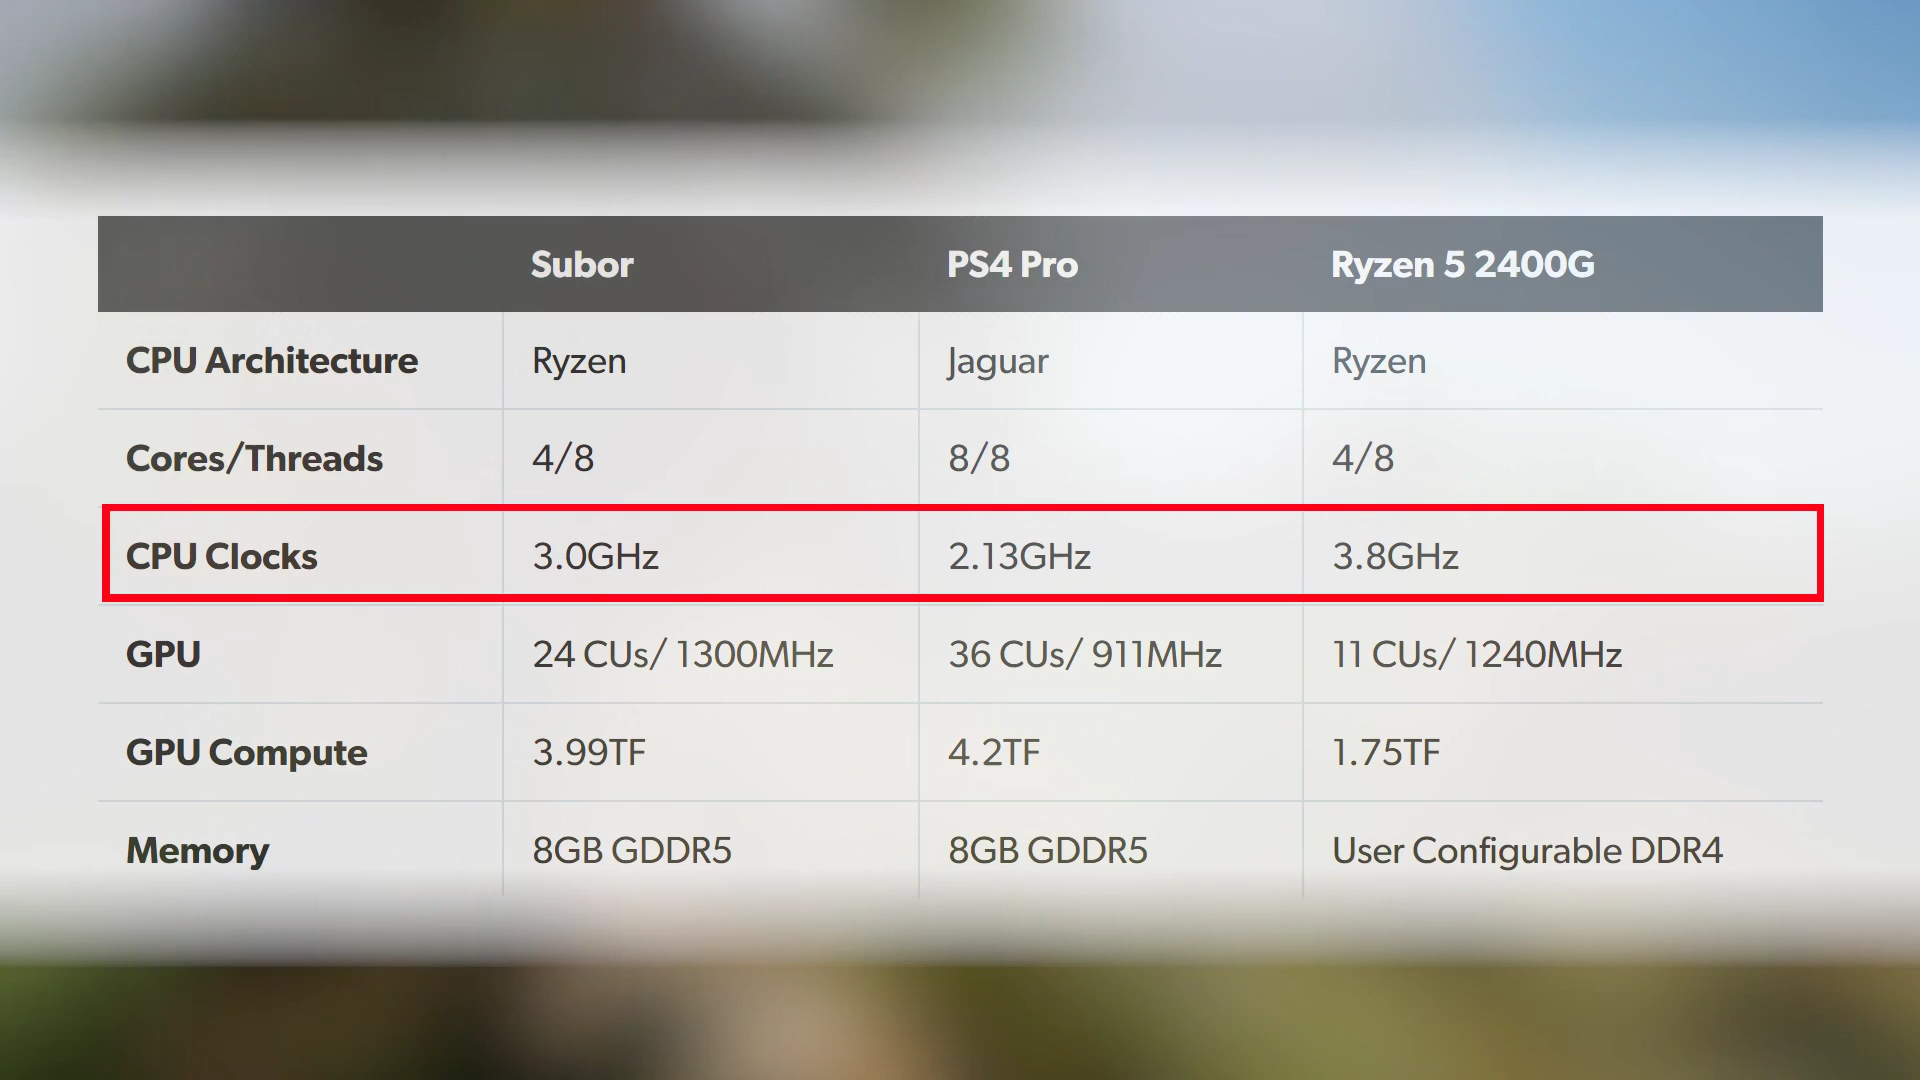 Subor PS4 Pro Ryzen 5 2400G
CPU Architecture Ryzen Jaguar Ryzen
Cores/Threads 4/8 8/8 4/8
CPU Clocks 3.0GHz 2.13GHz 3.8GHz
GPU 24 CUs/ 1300MHz 36 CUs/ 911MHz 11 CUs/ 1240MHz
GPU Compute 3.99TF 4.2TF 1.75TF
Memory 8GB GDDR5 8GB GDDR5 User Configurable DDR4